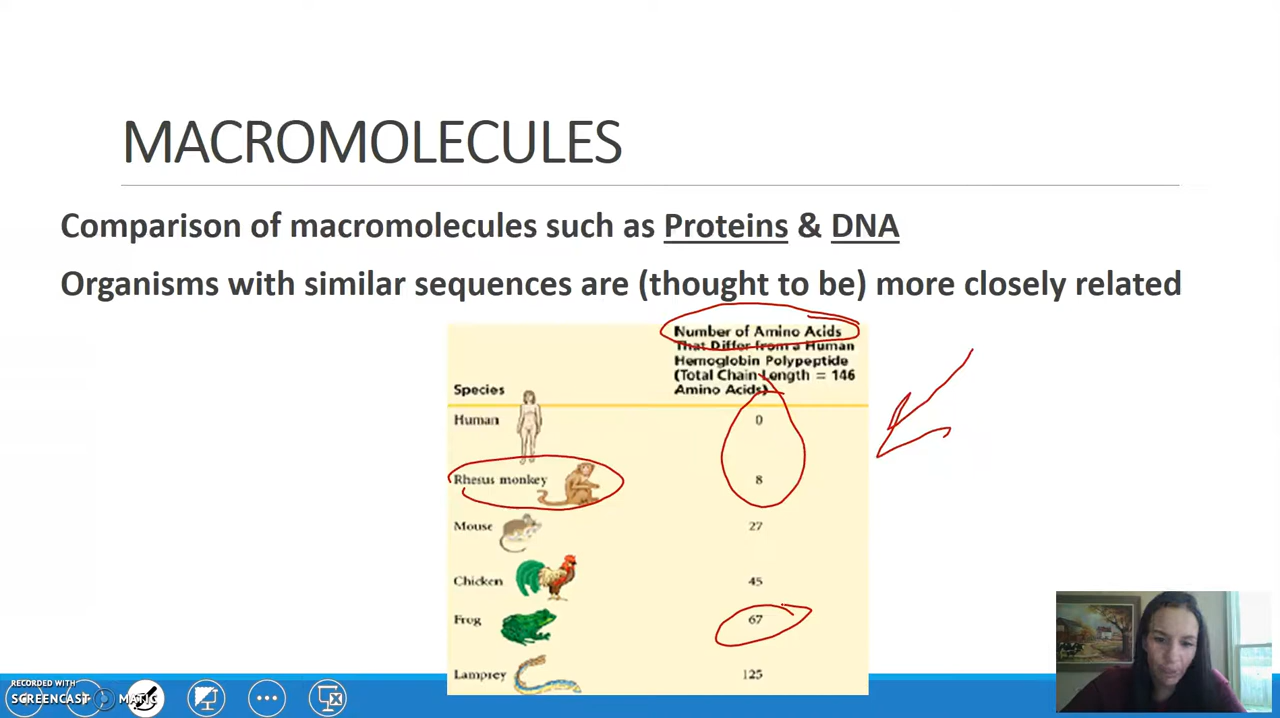 MACROMOLECULES
Comparison of macromolecules such as Proteins & DNA
Organisms with similar sequences are (thought to be) more closely related
Number of Amino Acids
That Differ from a Human
Hemoglobin Polypeptide
(Total Chain Length = 146
Species Amino Acids)
Human 0
Rhesus monkey 8
Mouse 27
Chicken 45
Frog 67
Lamprey 125
RECORDED WITH
SCREENCAST MATIC